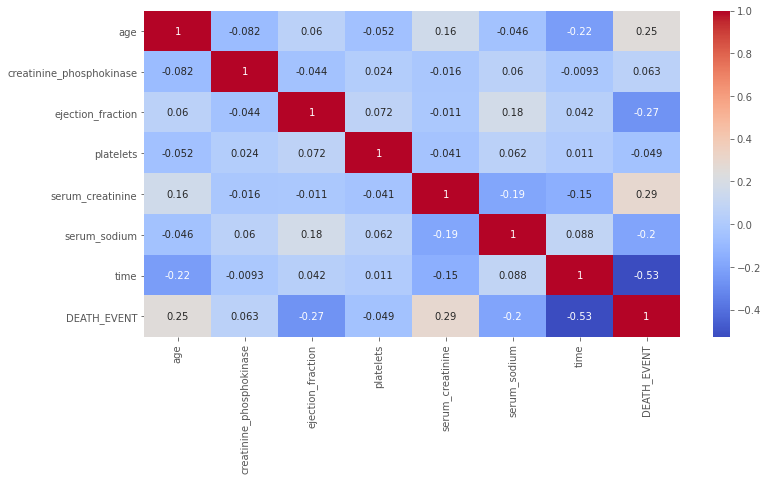 age 1 -0.082 0.06 -0.052 0.16 -0.046 -0.22 0.25
creatinine_phosphokinase -0.082 1 -0.044 0.024 -0.016 0.06 -0.0093 0.063
ejection_fraction 0.06 -0.044 1 0.072 -0.011 0.18 0.042 -0.27
platelets -0.052 0.024 0.072 1 -0.041 0.062 0.011 -0.049
serum_creatinine 0.16 -0.016 -0.011 -0.041 1 -0.19 -0.15 0.29
serum_sodium -0.046 0.06 0.18 0.062 -0.19 1 0.088 -0.2
time -0.22 -0.0093 0.042 0.011 -0.15 0.088 1 -0.53
DEATH_EVENT 0.25 0.063 -0.27 -0.049 0.29 -0.2 -0.53 1
age
creatinine_phosphokinase
ejection_fraction
platelets
serum_creatinine
serum_sodium
time
DEATH_EVENT
1.0
0.8
0.6
0.4
0.2
0.0
−0.2
−0.4